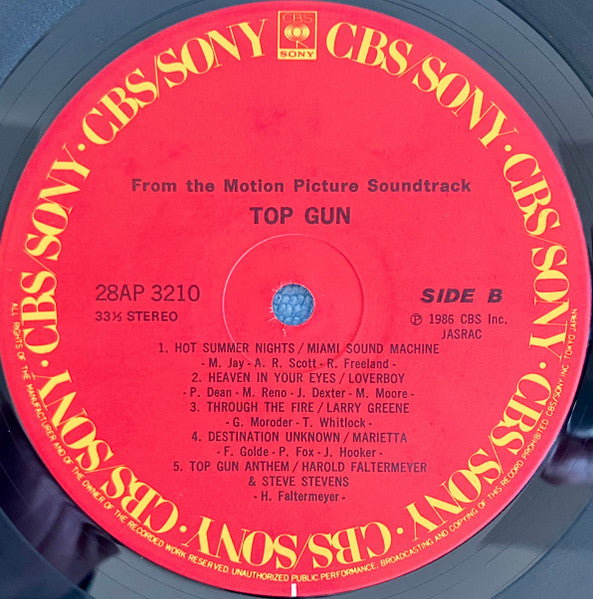 CBS
SONY
CBS/SONY · CBS/SONY · CBS/SONY · CBS/SONY · CBS/SONY · CBS/SONY · CBS/SONY · CBS/SONY
From the Motion Picture Soundtrack
TOP GUN
28AP 3210
33⅓ STEREO
SIDE B
℗ 1986 CBS Inc.
JASRAC
1. HOT SUMMER NIGHTS / MIAMI SOUND MACHINE
- M. Jay - A. R. Scott - R. Freeland -
2. HEAVEN IN YOUR EYES / LOVERBOY
- P. Dean - M. Reno - J. Dexter - M. Moore -
3. THROUGH THE FIRE / LARRY GREENE
- G. Moroder - T. Whitlock -
4. DESTINATION UNKNOWN / MARIETTA
- F. Golde - P. Fox - J. Hooker -
5. TOP GUN ANTHEM / HAROLD FALTERMEYER
& STEVE STEVENS
- H. Faltermeyer -
ALL RIGHTS OF THE MANUFACTURER AND OF THE OWNER OF THE RECORDED WORK RESERVED. UNAUTHORIZED PUBLIC PERFORMANCE, BROADCASTING AND COPYING OF THIS RECORD PROHIBITED. CBS/SONY INC. TOKYO JAPAN